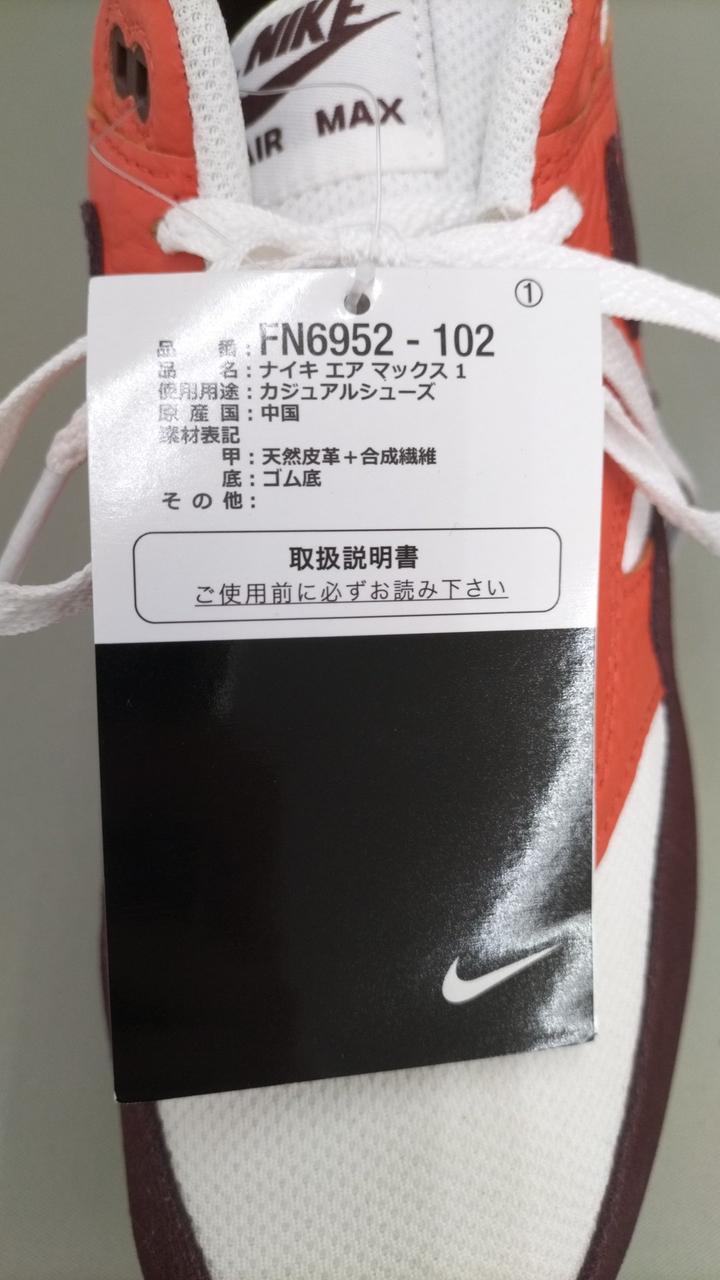 NIKE
AIR MAX
①
品番：FN6952 - 102
品名：ナイキ エア マックス 1
使用用途：カジュアルシューズ
原産国：中国
素材表記
甲：天然皮革＋合成繊維
底：ゴム底
その他：
取扱説明書
ご使用前に必ずお読み下さい